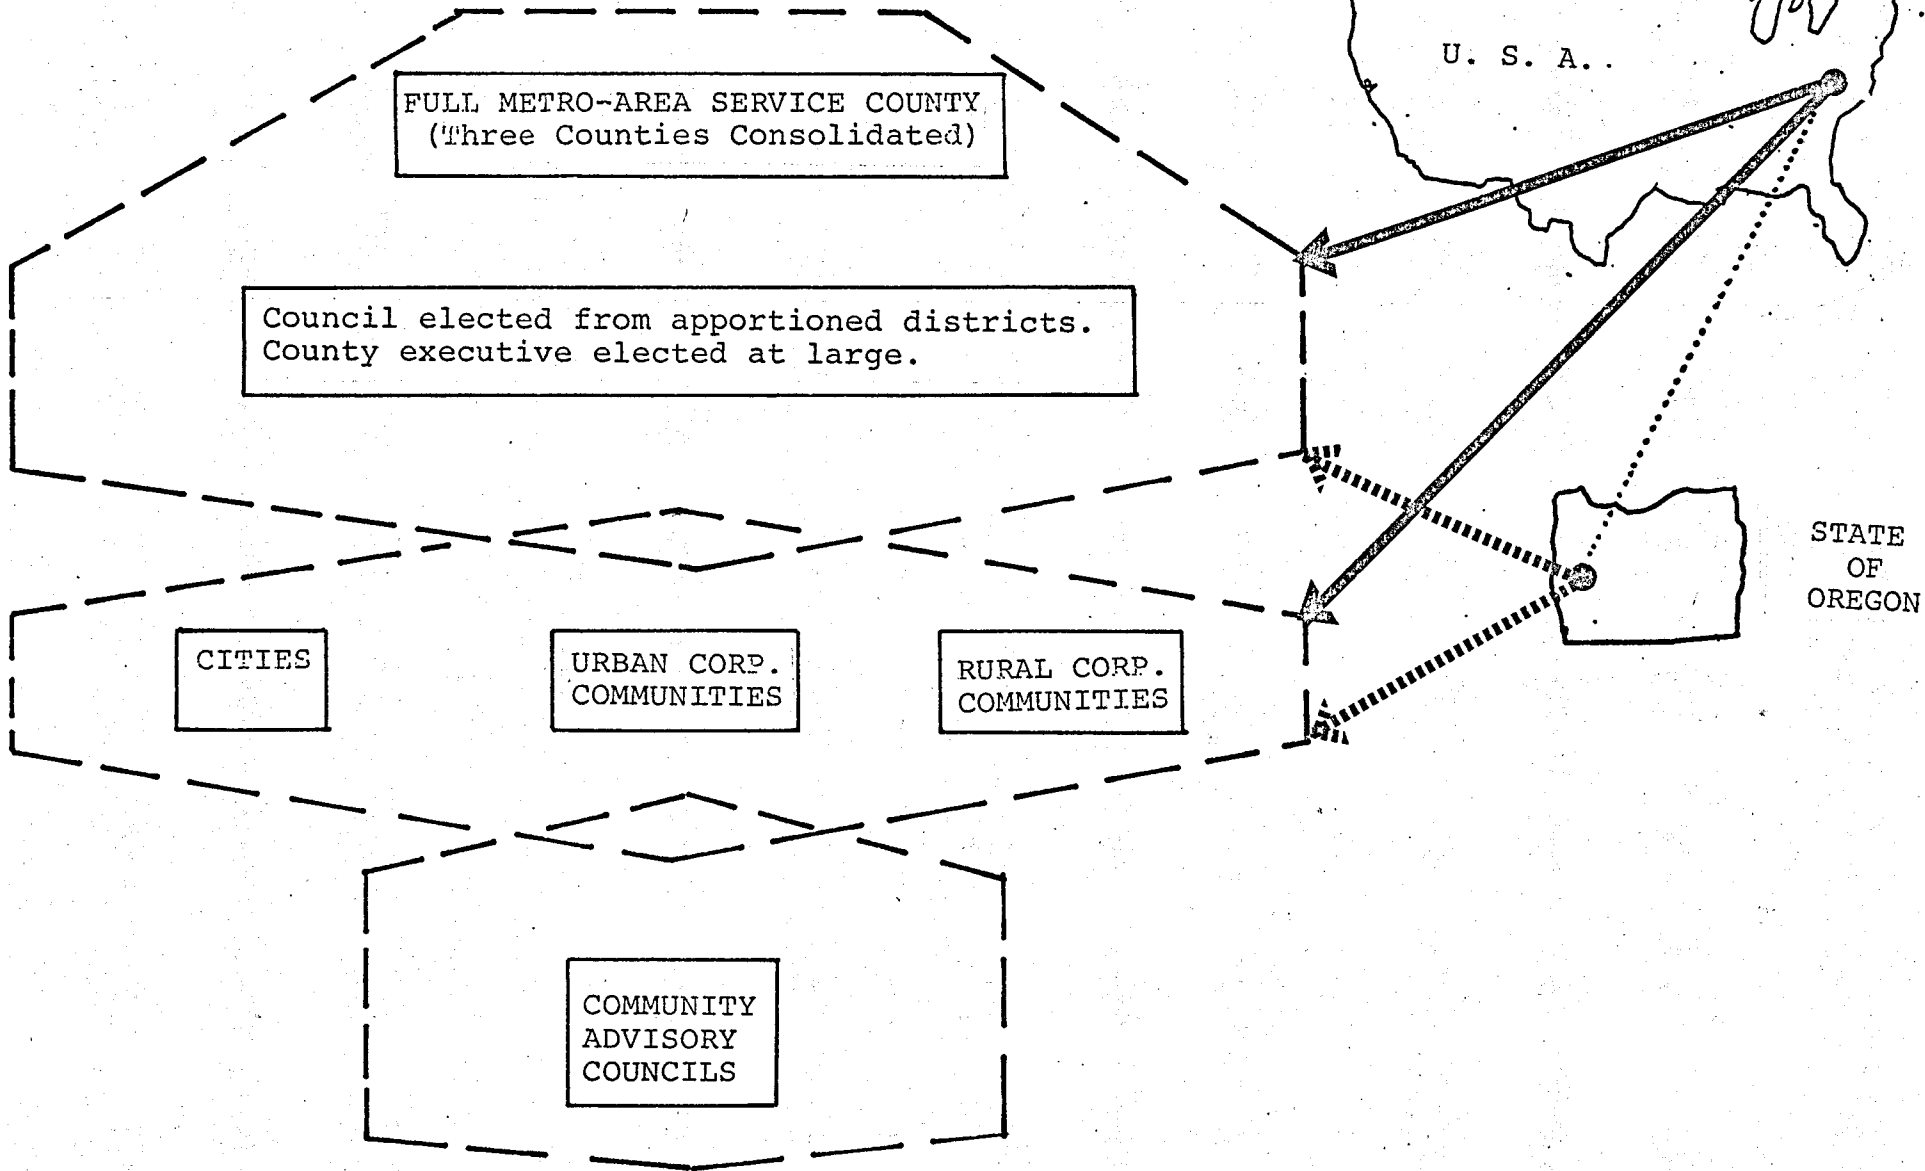 U. S. A..
FULL METRO-AREA SERVICE COUNTY
(Three Counties Consolidated)
Council elected from apportioned districts.
County executive elected at large.
STATE
OF
OREGON
CITIES
URBAN CORP.
COMMUNITIES
RURAL CORP.
COMMUNITIES
COMMUNITY
ADVISORY
COUNCILS